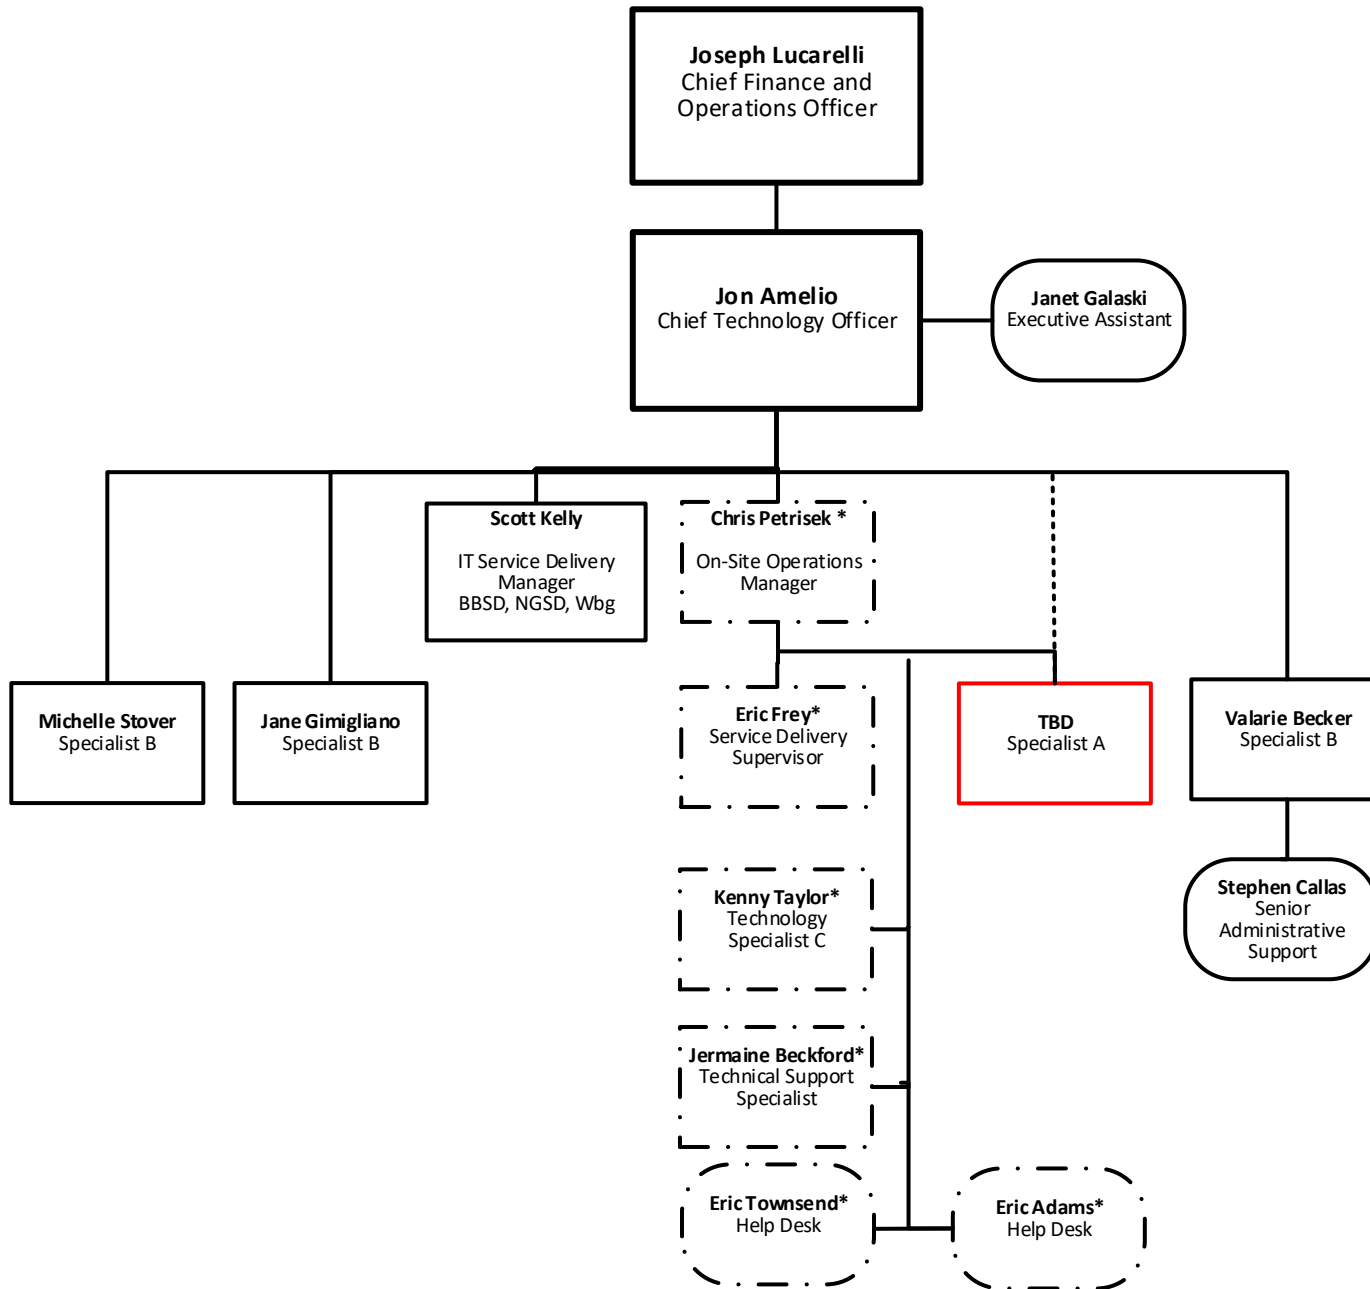 Joseph Lucarelli
Chief Finance and
Operations Officer
Jon Amelio
Chief Technology Officer
Janet Galaski
Executive Assistant
Scott Kelly
IT Service Delivery
Manager
BBSD, NGSD, Wbg
Chris Petrisek *
On-Site Operations
Manager
Michelle Stover
Specialist B
Jane Gimigliano
Specialist B
Eric Frey*
Service Delivery
Supervisor
TBD
Specialist A
Valarie Becker
Specialist B
Kenny Taylor*
Technology
Specialist C
Stephen Callas
Senior
Administrative
Support
Jermaine Beckford*
Technical Support
Specialist
Eric Townsend*
Help Desk
Eric Adams*
Help Desk